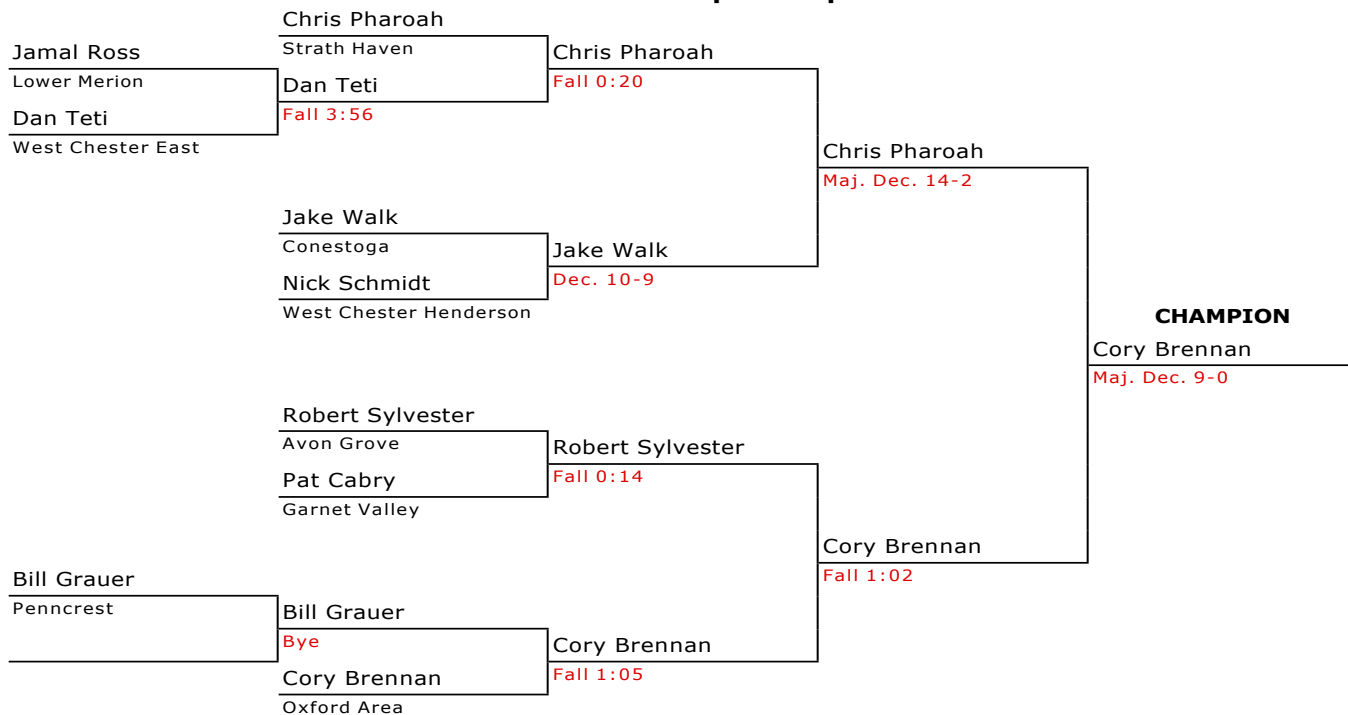 Chris Pharoah
Jamal Ross
Strath Haven
Chris Pharoah
Lower Merion
Dan Teti
Fall 0:20
Dan Teti
Fall 3:56
West Chester East
Chris Pharoah
Maj. Dec. 14-2
Jake Walk
Conestoga
Jake Walk
Nick Schmidt
Dec. 10-9
West Chester Henderson
CHAMPION
Cory Brennan
Maj. Dec. 9-0
Robert Sylvester
Avon Grove
Robert Sylvester
Pat Cabry
Fall 0:14
Garnet Valley
Cory Brennan
Bill Grauer
Fall 1:02
Penncrest
Bill Grauer
Bye
Cory Brennan
Cory Brennan
Fall 1:05
Oxford Area